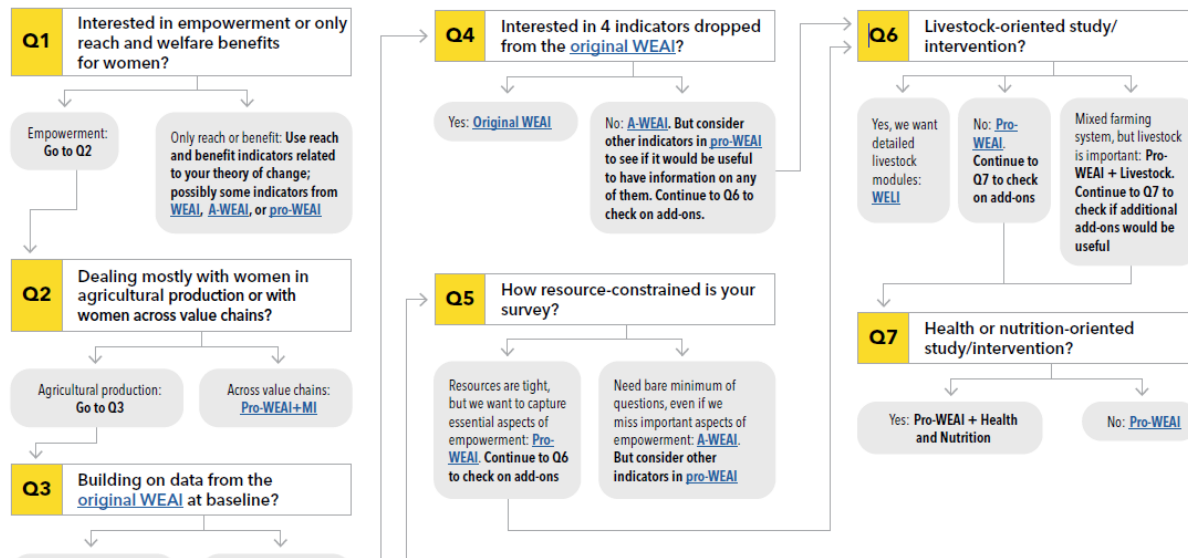 Q1
Interested in empowerment or only
reach and welfare benefits
for women?
Empowerment:
Go to Q2
Only reach or benefit: Use reach
and benefit indicators related
to your theory of change;
possibly some indicators from
WEAI, A-WEAI, or pro-WEAI
Q2
Dealing mostly with women in
agricultural production or with
women across value chains?
Agricultural production:
Go to Q3
Across value chains:
Pro-WEAI+MI
Q3
Building on data from the
original WEAI at baseline?
Q4
Interested in 4 indicators dropped
from the original WEAI?
Yes: Original WEAI
No: A-WEAI. But consider
other indicators in pro-WEAI
to see if it would be useful
to have information on any
of them. Continue to Q6 to
check on add-ons.
Q5
How resource-constrained is your
survey?
Resources are tight,
but we want to capture
essential aspects of
empowerment: Pro-
WEAI. Continue to Q6
to check on add-ons
Need bare minimum of
questions, even if we
miss important aspects of
empowerment: A-WEAI.
But consider other
indicators in pro-WEAI
Q6
Livestock-oriented study/
intervention?
Yes, we want
detailed
livestock
modules:
WELI
No: Pro-
WEAI.
Continue to
Q7 to check
on add-ons
Mixed farming
system, but livestock
is important: Pro-
WEAI + Livestock.
Continue to Q7 to
check if additional
add-ons would be
useful
Q7
Health or nutrition-oriented
study/intervention?
Yes: Pro-WEAI + Health
and Nutrition
No: Pro-WEAI